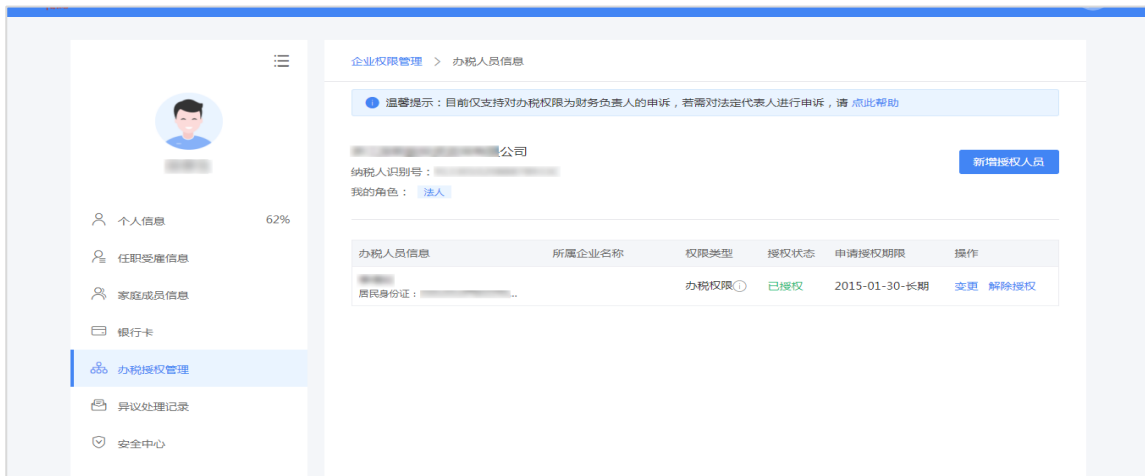 企业权限管理 > 办税人员信息
温馨提示：目前仅支持对办税权限为财务负责人的申诉，若需对法定代表人进行申诉，请 点此帮助
公司
新增授权人员
纳税人识别号：
我的角色： 法人
个人信息 62%
任职受雇信息
家庭成员信息
银行卡
办税授权管理
异议处理记录
安全中心
办税人员信息 所属企业名称 权限类型 授权状态 申请授权期限 操作
居民身份证： .. 办税权限 已授权 2015-01-30-长期 变更 解除授权